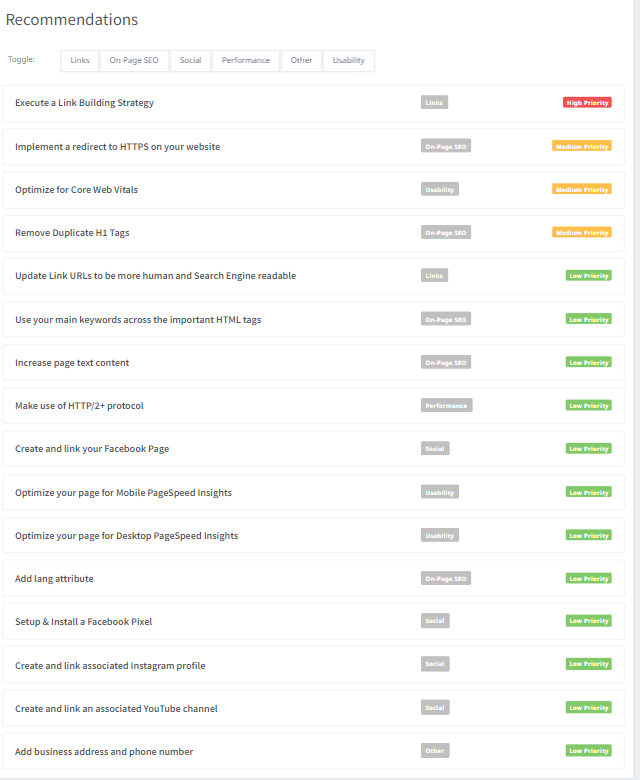 Recommendations
Toggle: Links On-Page SEO Social Performance Other Usability
Execute a Link Building Strategy Links High Priority
Implement a redirect to HTTPS on your website On-Page SEO Medium Priority
Optimize for Core Web Vitals Usability Medium Priority
Remove Duplicate H1 Tags On-Page SEO Medium Priority
Update Link URLs to be more human and Search Engine readable Links Low Priority
Use your main keywords across the important HTML tags On-Page SEO Low Priority
Increase page text content On-Page SEO Low Priority
Make use of HTTP/2+ protocol Performance Low Priority
Create and link your Facebook Page Social Low Priority
Optimize your page for Mobile PageSpeed Insights Usability Low Priority
Optimize your page for Desktop PageSpeed Insights Usability Low Priority
Add lang attribute On-Page SEO Low Priority
Setup & Install a Facebook Pixel Social Low Priority
Create and link associated Instagram profile Social Low Priority
Create and link an associated YouTube channel Social Low Priority
Add business address and phone number Other Low Priority